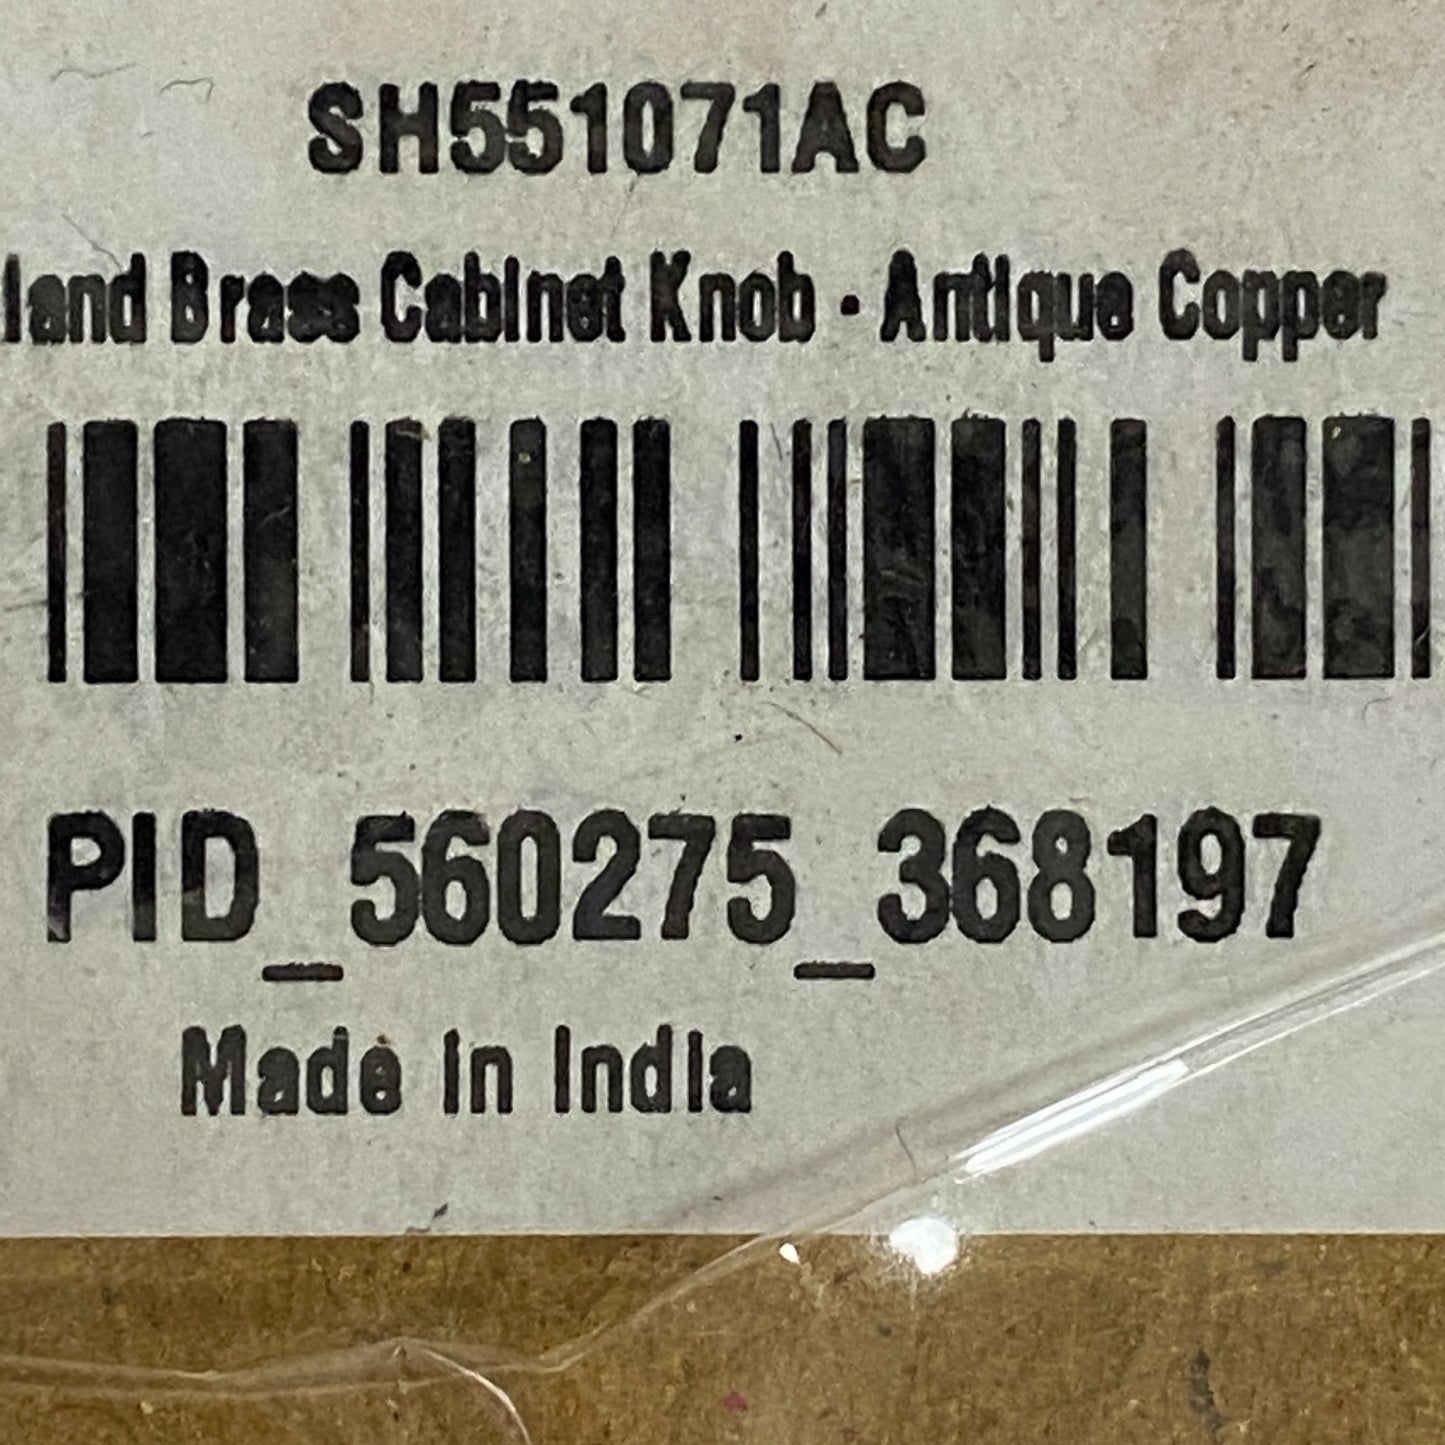 SH551071AC
land Brass Cabinet Knob - Antique Copper
PID_560275_368197
Made in India